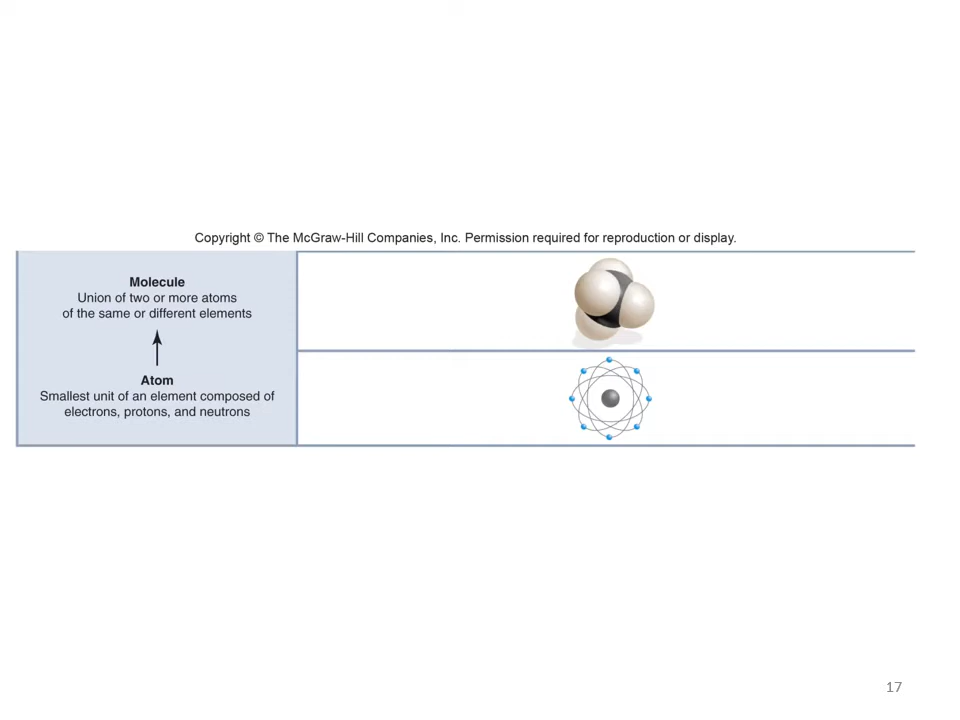 Copyright © The McGraw-Hill Companies, Inc. Permission required for reproduction or display.
Molecule
Union of two or more atoms
of the same or different elements
Atom
Smallest unit of an element composed of
electrons, protons, and neutrons
17